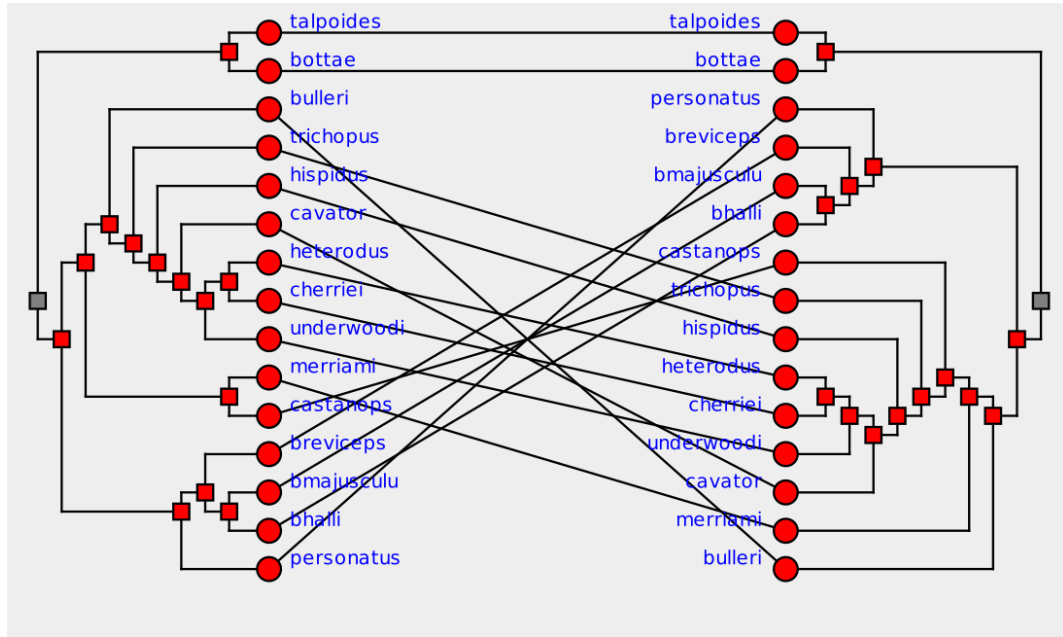 talpoides talpoides
bottae bottae
bulleri personatus
trichopus breviceps
hispidus bmajusculu
cavator bhalli
heterodus castanops
cherriei trichopus
underwoodi hispidus
merriami heterodus
castanops cherriei
breviceps underwoodi
bmajusculu cavator
bhalli merriami
personatus bulleri